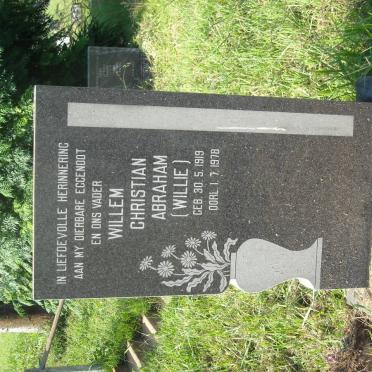 IN LIEFDEVOLLE HERINNERING
AAN MY DIERBARE EGGENOOT
EN ONS VADER
WILLEM
CHRISTIAN
ABRAHAM
(WILLIE)
GEB. 30.5.1919
OORL. 1.7.1978